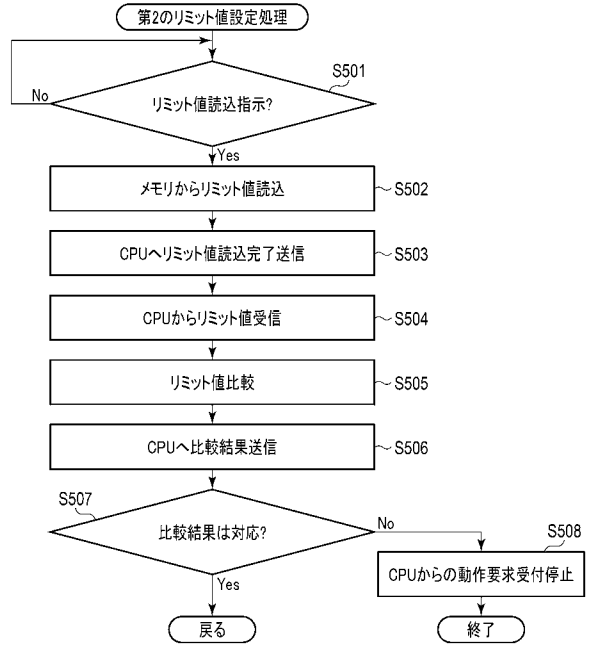 第2のリミット値設定処理
S501
No
リミット値読込指示?
Yes
メモリからリミット値読込
S502
CPUへリミット値読込完了送信
S503
CPUからリミット値受信
S504
リミット値比較
S505
CPUへ比較結果送信
S506
S507
比較結果は対応?
No
S508
CPUからの動作要求受付停止
Yes
戻る
終了